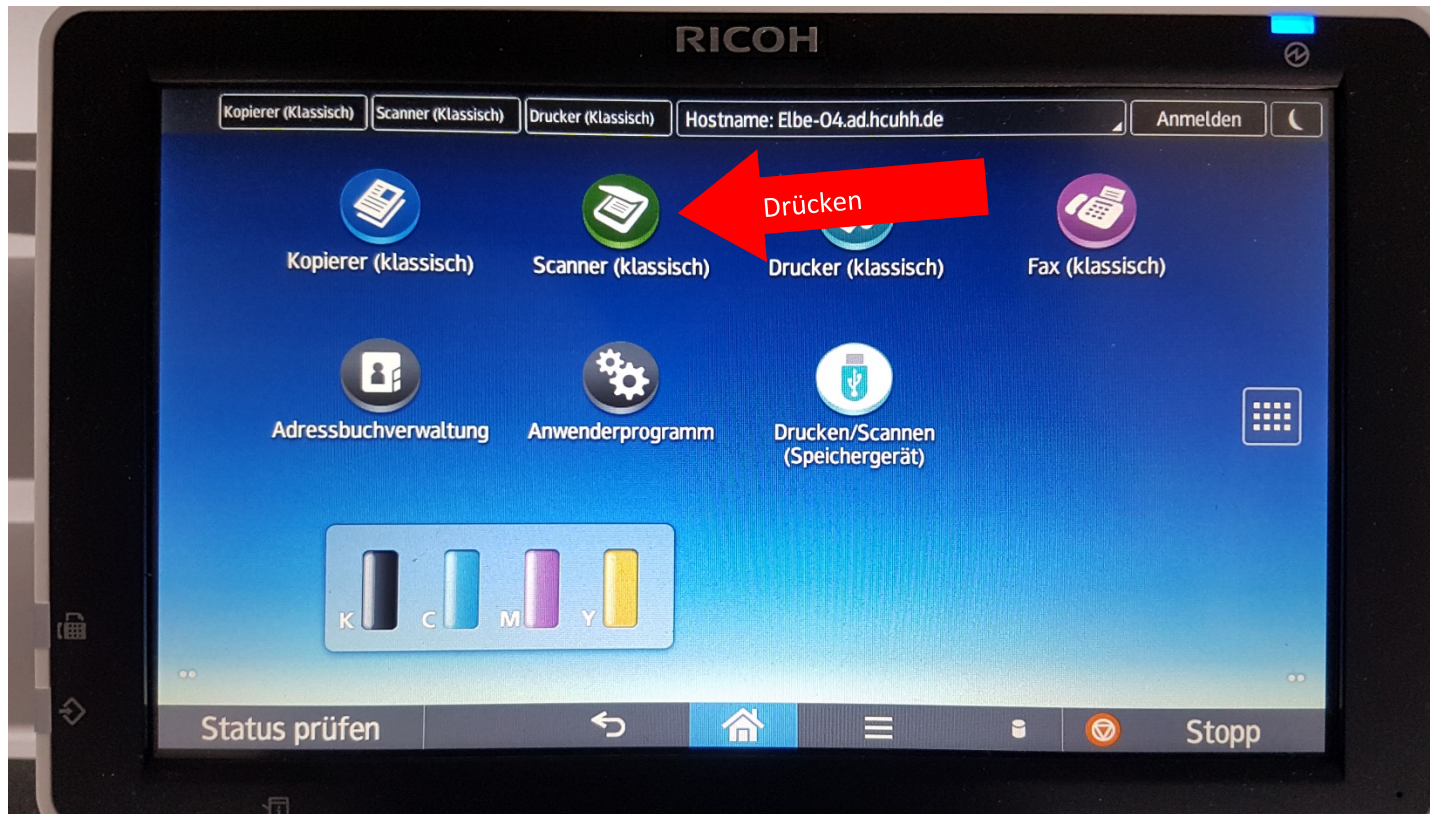 RICOH
Kopierer (Klassisch) Scanner (Klassisch) Drucker (Klassisch) Hostname: Elbe-04.ad.hcuhh.de Anmelden
Drücken
Kopierer (klassisch) Scanner (klassisch) Drucker (klassisch) Fax (klassisch)
Adressbuchverwaltung Anwenderprogramm Drucken/Scannen
(Speichergerät)
K C M Y
Status prüfen Stopp